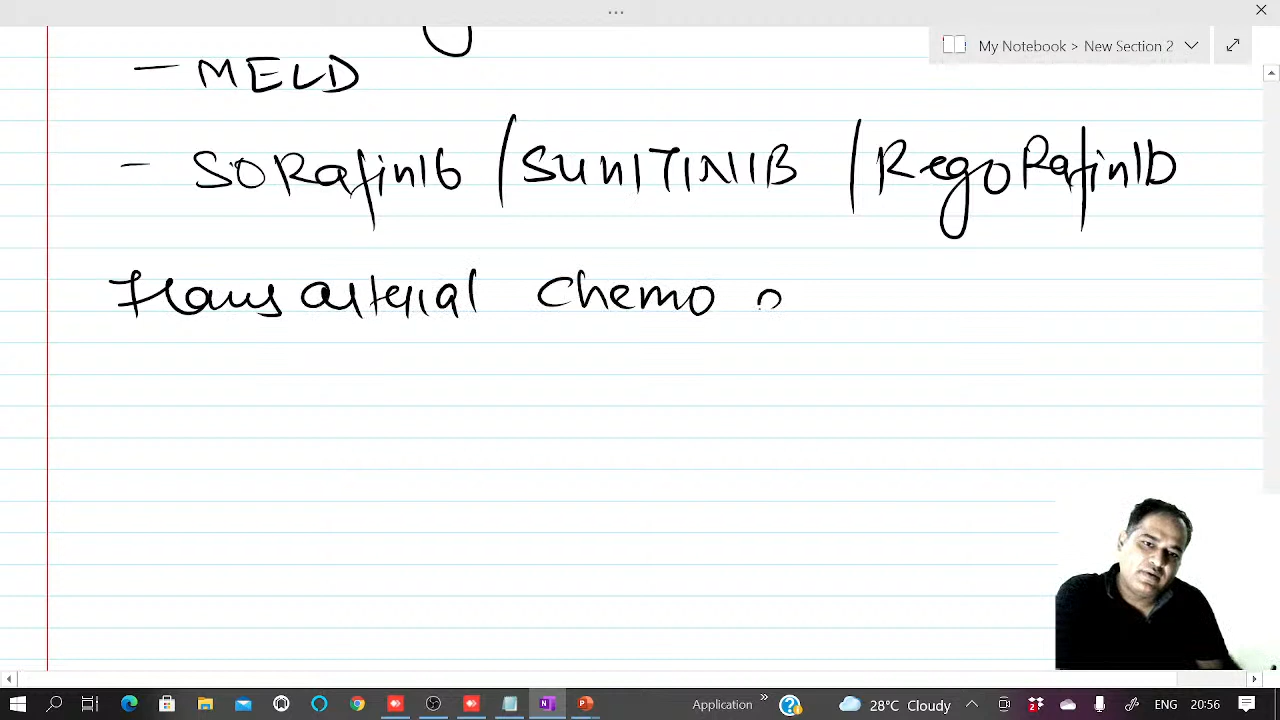 ...
My Notebook > New Section 2
- MELD
- SORafinib / SUNITINIB / RegoRafinib
Trans arterial Chemo
Application
28°C Cloudy
ENG
20:56